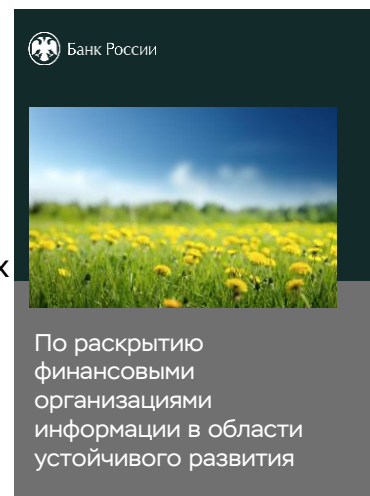 Банк России
х
По раскрытию
финансовыми
организациями
информации в области
устойчивого развития